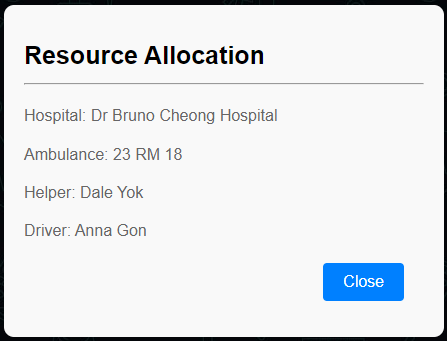 Resource Allocation
Hospital: Dr Bruno Cheong Hospital
Ambulance: 23 RM 18
Helper: Dale Yok
Driver: Anna Gon
Close